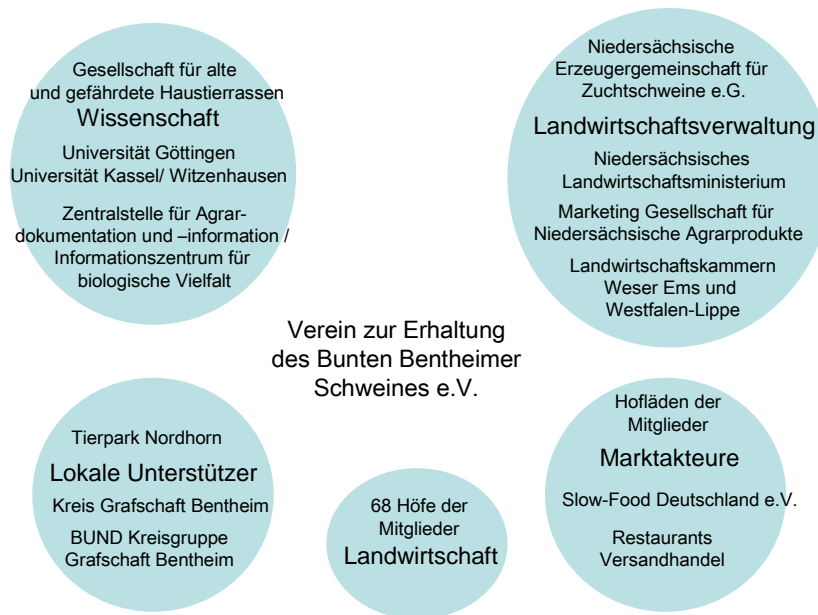 Gesellschaft für alte
und gefährdete Haustierrassen
Wissenschaft
Universität Göttingen
Universität Kassel/ Witzenhausen
Zentralstelle für Agrar-
dokumentation und –information /
Informationszentrum für
biologische Vielfalt
Niedersächsische
Erzeugergemeinschaft für
Zuchtschweine e.G.
Landwirtschaftsverwaltung
Niedersächsisches
Landwirtschaftsministerium
Marketing Gesellschaft für
Niedersächsische Agrarprodukte
Landwirtschaftskammern
Weser Ems und
Westfalen-Lippe
Verein zur Erhaltung
des Bunten Bentheimer
Schweines e.V.
Tierpark Nordhorn
Lokale Unterstützer
Kreis Grafschaft Bentheim
BUND Kreisgruppe
Grafschaft Bentheim
68 Höfe der
Mitglieder
Landwirtschaft
Hofläden der
Mitglieder
Marktakteure
Slow-Food Deutschland e.V.
Restaurants
Versandhandel